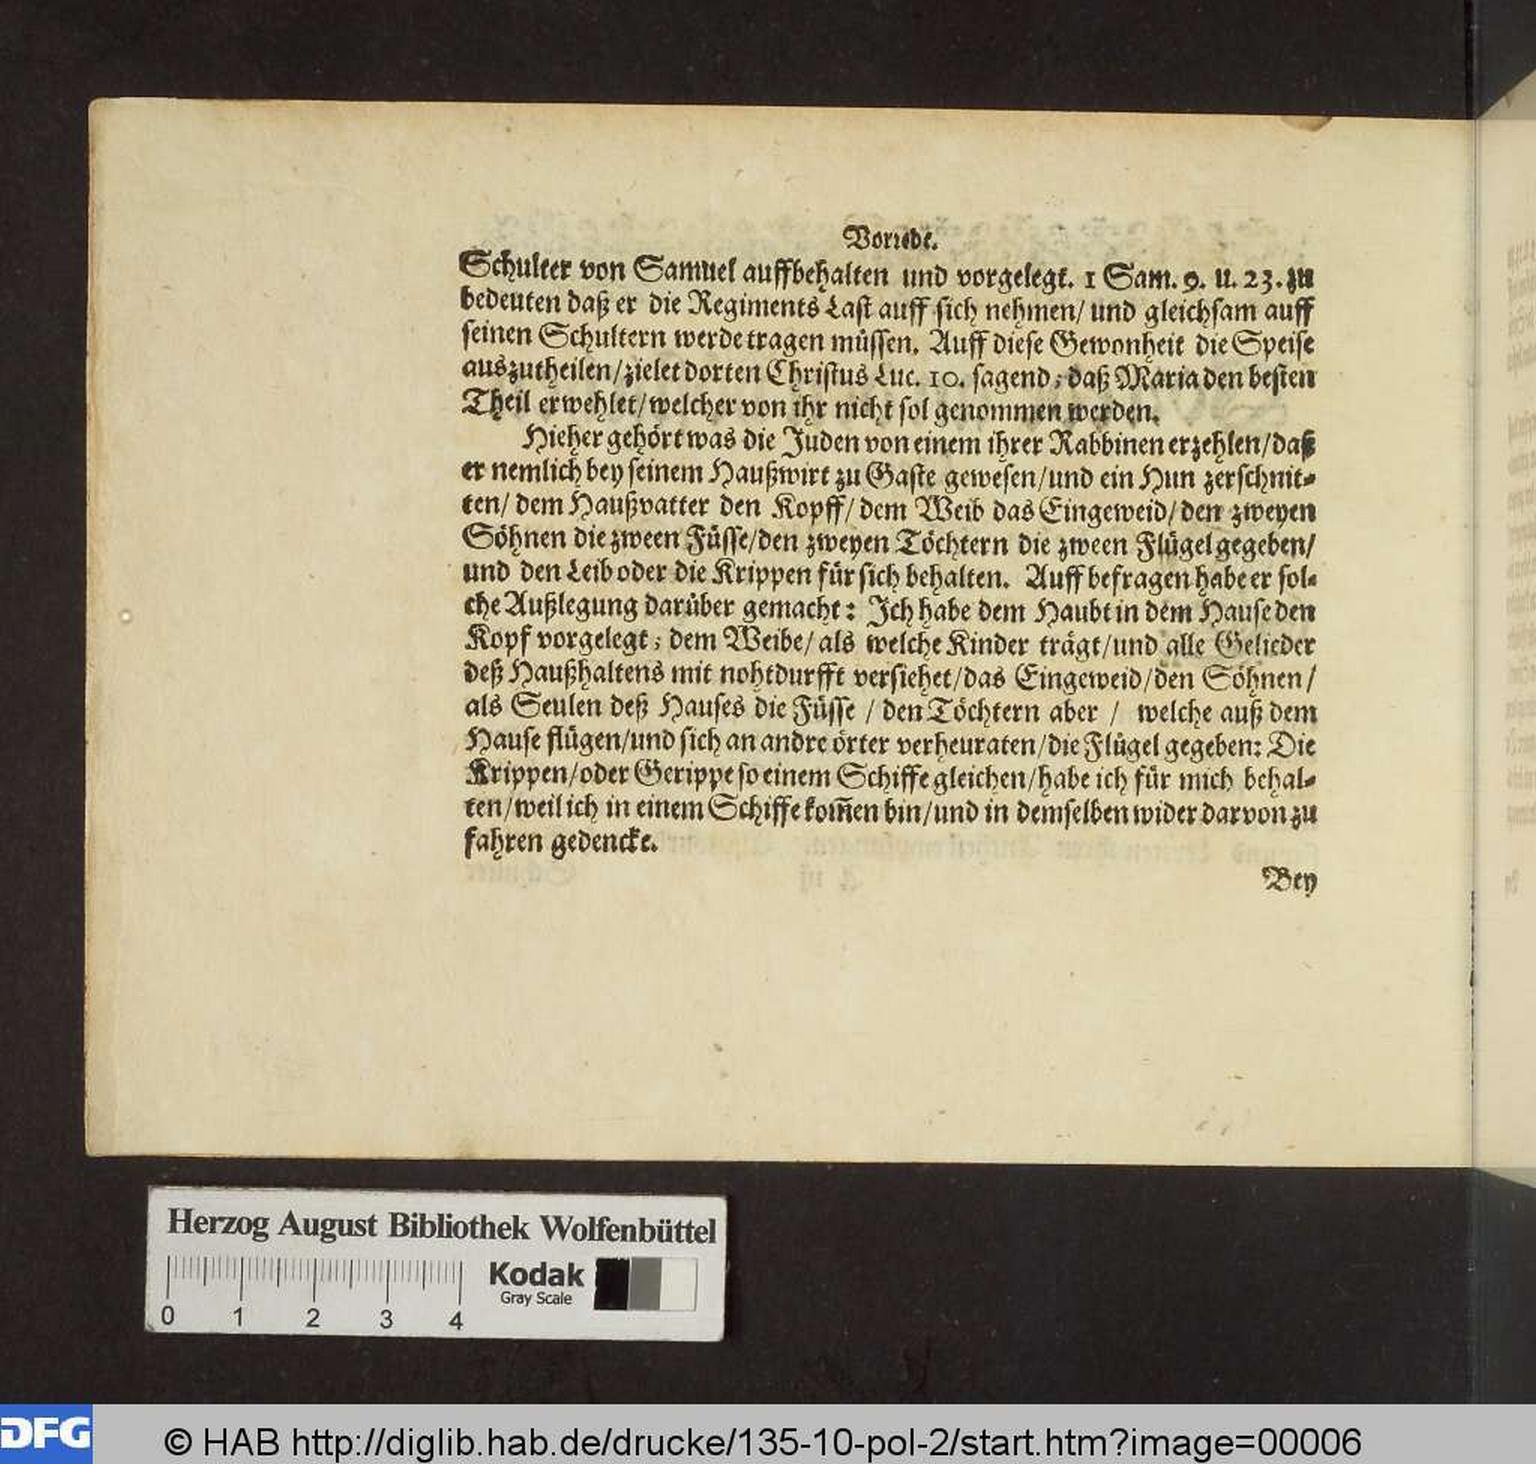 Vorrede.
Schulter von Samuel auffbehalten und vorgelegt. 1 Sam. 9. u. 23. zu
bedeuten daß er die Regiments Last auff sich nehmen/ und gleichsam auff
seinen Schultern werde tragen müssen. Auff diese Gewonheit die Speise
auszutheilen/zielet dorten Christus Luc. 10. sagend; daß Maria den besten
Theil erwehlet/welcher von ihr nicht sol genommen werden.
Hieher gehört was die Juden von einem ihrer Rabbinen erzehlen/daß
er nemlich bey seinem Haußwirt zu Gaste gewesen/und ein Hun zerschnit-
ten/ dem Haußvatter den Kopff/ dem Weib das Eingeweid/ den zweyen
Söhnen die zween Füsse/den zweyen Töchtern die zween Flügel gegeben/
und den Leib oder die Krippen für sich behalten. Auff befragen habe er sol-
che Außlegung darüber gemacht: Ich habe dem Haubt in dem Hause den
Kopf vorgelegt; dem Weibe/ als welche Kinder trägt/und alle Gelieder
deß Haußhaltens mit nohtdurfft versiehet/das Eingeweid/den Söhnen/
als Seulen deß Hauses die Füsse / den Töchtern aber / welche auß dem
Hause flügen/und sich an andre örter verheuraten/die Flügel gegeben: Die
Krippen/oder Gerippe so einem Schiffe gleichen/habe ich für mich behal-
ten/weil ich in einem Schiffe kom̃en bin/und in demselben wider darvon zu
fahren gedencke.
Bey
Herzog August Bibliothek Wolfenbüttel
Kodak
Gray Scale
0 1 2 3 4
DFG © HAB http://diglib.hab.de/drucke/135-10-pol-2/start.htm?image=00006